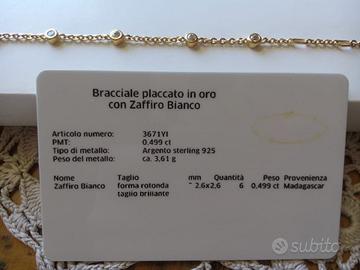 Bracciale placcato in oro
con Zaffiro Bianco
Articolo numero: 3671YI
PMT: 0,499 ct
Tipo di metallo: Argento sterling 925
Peso del metallo: ca. 3,61 g
Nome Taglio mm Quantità Peso Provenienza
Zaffiro Bianco forma rotonda 2,6x2,6 6 0,499 ct Madagascar
taglio brillante
subito